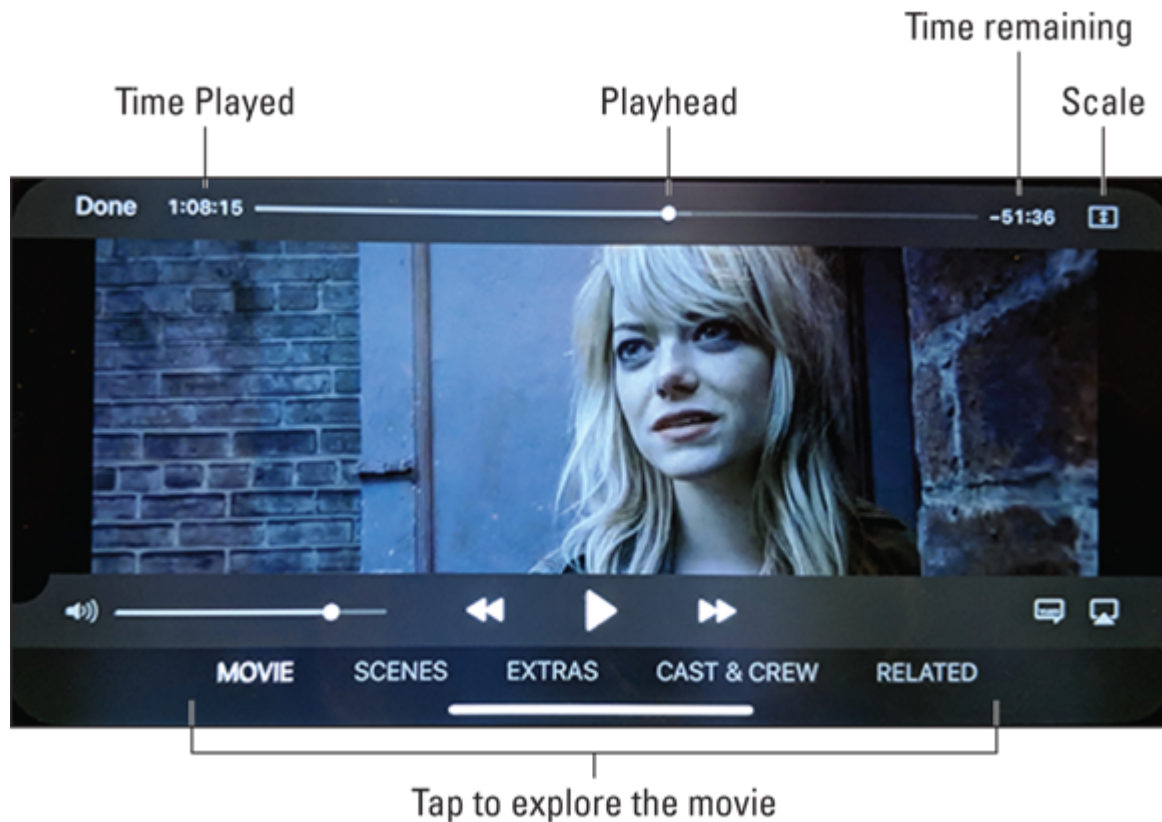 Time remaining
Time Played
Playhead
Scale
Done 1:08:15 -51:36
MOVIE SCENES EXTRAS CAST & CREW RELATED
Tap to explore the movie